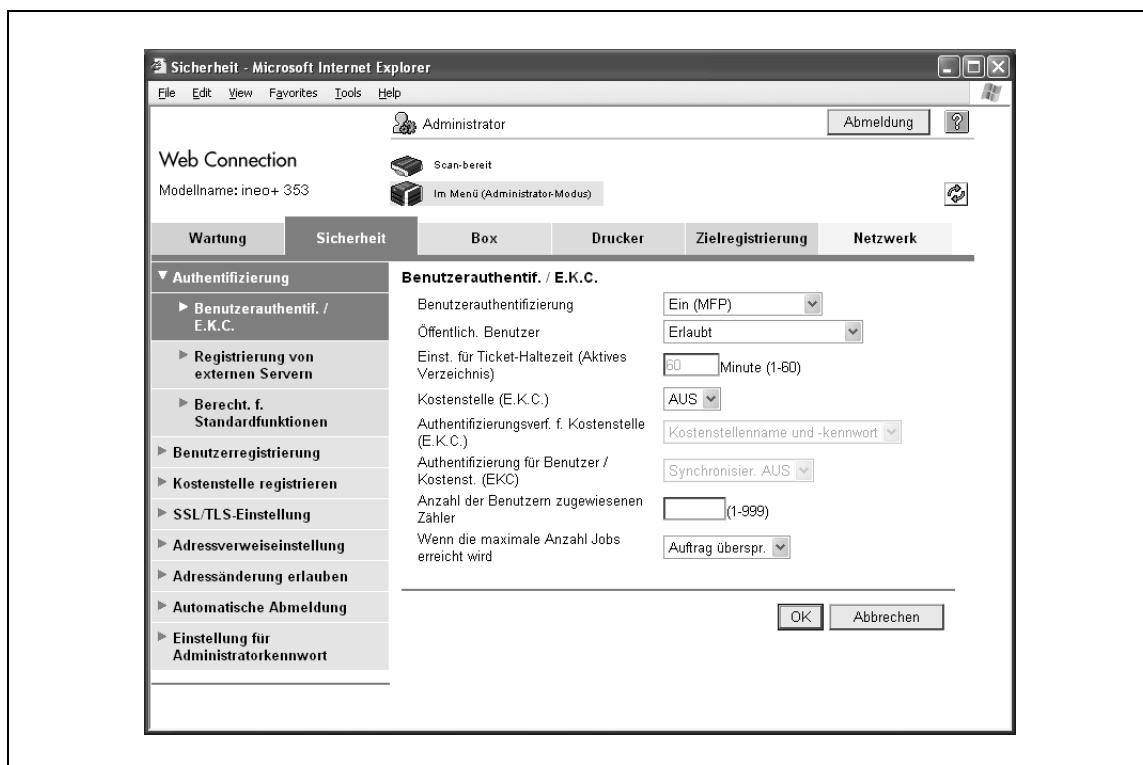 Sicherheit - Microsoft Internet Explorer
File Edit View Favorites Tools Help
Administrator
Abmeldung
?
Web Connection
Scan-bereit
Modellname: ineo+ 353
Im Menü (Administrator-Modus)
Wartung Sicherheit Box Drucker Zielregistrierung Netzwerk
Authentifizierung
Benutzerauthentif. /
E.K.C.
Registrierung von
externen Servern
Berecht. f.
Standardfunktionen
Benutzerregistrierung
Kostenstelle registrieren
SSL/TLS-Einstellung
Adressverweiseinstellung
Adressänderung erlauben
Automatische Abmeldung
Einstellung für
Administratorkennwort
Benutzerauthentif. / E.K.C.
Benutzerauthentifizierung Ein (MFP)
Öffentlich. Benutzer Erlaubt
Einst. für Ticket-Haltezeit (Aktives
Verzeichnis)
60 Minute (1-60)
Kostenstelle (E.K.C.) AUS
Authentifizierungsverf. f. Kostenstelle
(E.K.C.)
Kostenstellenname und -kennwort
Authentifizierung für Benutzer /
Kostenst. (EKC)
Synchronisier. AUS
Anzahl der Benutzern zugewiesenen
Zähler
(1-999)
Wenn die maximale Anzahl Jobs
erreicht wird
Auftrag überspr.
OK Abbrechen